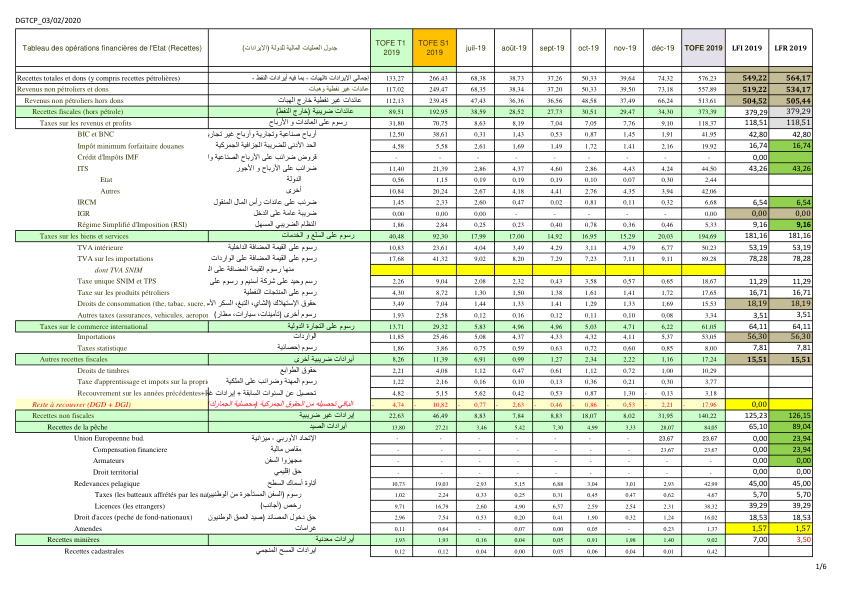 DGTCP_03/02/2020
Tableau des opérations financières de l'Etat (Recettes) جدول العمليات المالية للدولة (الايرادات) TOFE T1 2019 TOFE S1 2019 juil-19 août-19 sept-19 oct-19 nov-19 déc-19 TOFE 2019 LFI 2019 LFR 2019
Recettes totales et dons (y compris recettes pétrolières) 133,27 266,43 68,38 38,73 37,26 50,33 39,64 74,32 576,23 549,22 564,17
Revenus non pétroliers et dons عائدات غير نفطية وهبات 117,02 249,47 68,35 38,34 37,20 50,33 39,50 73,18 557,89 519,22 534,17
Revenus non pétroliers hors dons عائدات غير نفطية خارج الهبات 112,13 239,45 47,43 36,36 36,56 48,58 37,49 66,24 513,61 504,52 505,44
Recettes fiscales (hors pétrole) عائدات ضريبية (خارج النفط) 89,51 192,95 38,59 28,52 27,73 30,51 29,47 34,30 373,39 379,29 379,29
Taxes sur les revenus et profits رسوم على العائدات و الأرباح 31,80 70,75 8,63 8,19 7,04 7,05 7,76 9,10 118,37 118,51 118,51
BIC et BNC أرباح صناعية وتجارية وأرباح غير تجارية 12,50 38,61 0,31 1,43 0,53 0,87 1,45 1,91 41,95 42,80 42,80
Impôt minimum forfaitaire douanes الحد الأدنى للضريبة الجزافية الجمركية 4,58 5,58 2,61 1,69 1,49 1,72 1,41 2,16 19,92 16,74 16,74
Crédit d'Impôts IMF قروض ضرائب على الأرباح الصناعية وا - - - - - - - - - 0,00
ITS ضرائب على الأرباح و الأجور 11,40 21,39 2,86 4,37 4,60 2,86 4,43 4,24 44,50 43,26 43,26
Etat الدولة 0,56 1,15 0,19 0,19 0,19 0,10 0,07 0,30 2,44
Autres أخرى 10,84 20,24 2,67 4,18 4,41 2,76 4,35 3,94 42,06
IRCM ضرئب على عائدات رأس المال المنقول 1,45 2,33 2,60 0,47 0,02 0,81 0,11 0,32 6,68 6,54 6,54
IGR ضريبة عامة على الدخل 0,00 0,00 0,00 - - - - - 0,00 0,00 0,00
Régime Simplifié d'Imposition (RSI) النظام الضريبي المسهل 1,86 2,84 0,25 0,23 0,40 0,78 0,36 0,46 5,33 9,16 9,16
Taxes sur les biens et services رسوم على السلع و الخدمات 40,48 92,30 17,90 17,00 14,92 16,95 15,29 20,03 194,69 181,16 181,16
TVA intérieure رسوم على القيمة المضافة الداخلية 10,83 23,61 4,04 3,49 4,29 3,11 4,79 6,77 50,23 53,19 53,19
TVA sur les importations رسوم على القيمة المضافة على الواردات 17,68 41,32 9,02 8,20 7,29 7,23 7,11 9,11 89,28 78,28 78,28
dont TVA SNIM منها رسوم القيمة المضافة على ا
Taxe unique SNIM et TPS رسم وحيد على شركة أسنيم و رسوم على 2,26 9,04 2,08 2,32 0,43 3,58 0,57 0,65 18,67 11,29 11,29
Taxe sur les produits pétroliers رسوم على المنتجات النفطية 4,30 8,72 1,30 1,50 1,38 1,61 1,41 1,72 17,65 16,71 16,71
Droits de consommation (the, tabac, sucre, حقوق الإستهلاك (الشاي، التبغ، السكر الأ 3,49 7,04 1,44 1,33 1,41 1,29 1,33 1,69 15,53 18,19 18,19
Autres taxes (assurances, vehicules, aeropo رسوم أخرى (تأمينات، سيارات، مطار) 1,93 2,58 0,12 0,16 0,12 0,11 0,10 0,08 3,34 3,51 3,51
Taxes sur le commerce international رسوم على التجارة الدولية 13,71 29,32 5,83 4,96 4,96 5,03 4,71 6,22 61,05 64,11 64,11
Importations الواردات 11,85 25,46 5,08 4,37 4,33 4,32 4,11 5,37 53,05 56,30 56,30
Taxes statistique رسوم إحصائية 1,86 3,86 0,75 0,59 0,63 0,72 0,60 0,85 8,00 7,81 7,81
Autres recettes fiscales أيرادات ضريبية أخرى 8,26 11,39 6,91 0,99 1,27 2,34 2,22 1,16 17,24 15,51 15,51
Droits de timbres حقوق الطوابع 2,22 4,08 1,08 0,62 0,52 1,12 0,72 1,00 10,29
Taxe d'apprentissage et impots sur la propri رسوم المهنة وضرائب على الملكية 1,22 2,16 0,10 0,10 0,13 0,36 0,21 0,30 3,77
Recouvrement sur les années précédentes+ تحصيل عن السنوات السابقة + إيرادات غ 4,82 5,15 5,62 0,42 0,53 0,87 1,30 - 0,13 3,18
Reste à recouvrer (DGD + DGI) - 4,74 - 10,82 - 0,77 - 2,63 - 0,46 - 0,86 - 0,53 - 2,21 - 17,96 0,00
Recettes non fiscales إيرادات غير ضريبية 22,63 46,49 8,83 7,84 8,83 18,07 8,02 31,95 140,22 125,23 126,15
Recettes de la pêche أيرادات الصيد 13,80 27,21 3,46 5,42 7,30 4,99 3,33 28,07 84,05 65,10 89,04
Union Europeenne bud. الإتحاد الأوربي - ميزانية - - - - - - - 23,67 23,67 0,00 23,94
Compensation financiere مقاص مالية - - - - - - - 23,67 23,67 0,00 23,94
Armateurs مجهزوا السفن - - - - - - - - - 0,00 0,00
Droit territorial حق إقليمي - - - - - - - - - 0,00 0,00
Redevances pelagique أتاوة أسماك السطح 10,73 19,03 2,93 5,15 6,88 3,04 3,01 2,93 42,99 45,00 45,00
Taxes (les batteaux affrétés par les na رسوم (السفن المستأجرة من الوطنيين 1,02 2,24 0,33 0,25 0,31 0,45 0,47 0,62 4,67 5,70 5,70
Licences (les etrangers) رخص (أجانب) 9,71 16,79 2,60 4,90 6,57 2,59 2,54 2,31 38,32 39,29 39,29
Droit d'acces (peche de fond-nationaux) حق دخول المصائد (صيد العمق الوطنيون 2,96 7,54 0,53 0,20 0,41 1,90 0,32 1,24 16,02 18,53 18,53
Amendes غرامات 0,11 0,64 - 0,07 0,00 0,05 - 0,23 1,37 1,57 1,57
Recettes minières أيرادات معدنية 1,93 1,93 0,16 0,04 0,05 0,91 1,98 1,40 9,02 7,00 3,50
Recettes cadastrales ايرادات المسح المنجمي 0,12 0,12 0,04 0,00 0,05 0,06 0,04 0,01 0,42
1/6